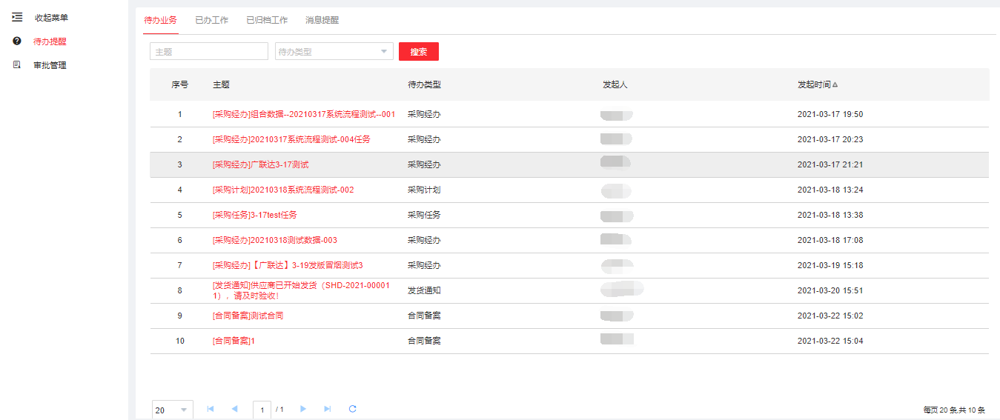 收起菜单
待办提醒
审批管理
待办业务 已办工作 已归档工作 消息提醒
主题 待办类型 搜索
序号 主题 待办类型 发起人 发起时间
1 [采购经办]组合数据--20210317系统流程测试--001 采购经办 2021-03-17 19:50
2 [采购经办]20210317系统流程测试-004任务 采购经办 2021-03-17 20:23
3 [采购经办]广联达3-17测试 采购经办 2021-03-17 21:21
4 [采购计划]20210318系统流程测试-002 采购计划 2021-03-18 13:24
5 [采购任务]3-17test任务 采购任务 2021-03-18 13:38
6 [采购经办]20210318测试数据-003 采购经办 2021-03-18 17:08
7 [采购经办]【广联达】3-19发版冒烟测试3 采购经办 2021-03-19 15:18
8 [发货通知]供应商已开始发货（SHD-2021-00001
1），请及时验收！ 发货通知 2021-03-20 15:51
9 [合同备案]测试合同 合同备案 2021-03-22 15:02
10 [合同备案]1 合同备案 2021-03-22 15:04
20 1 / 1 每页 20 条,共 10 条